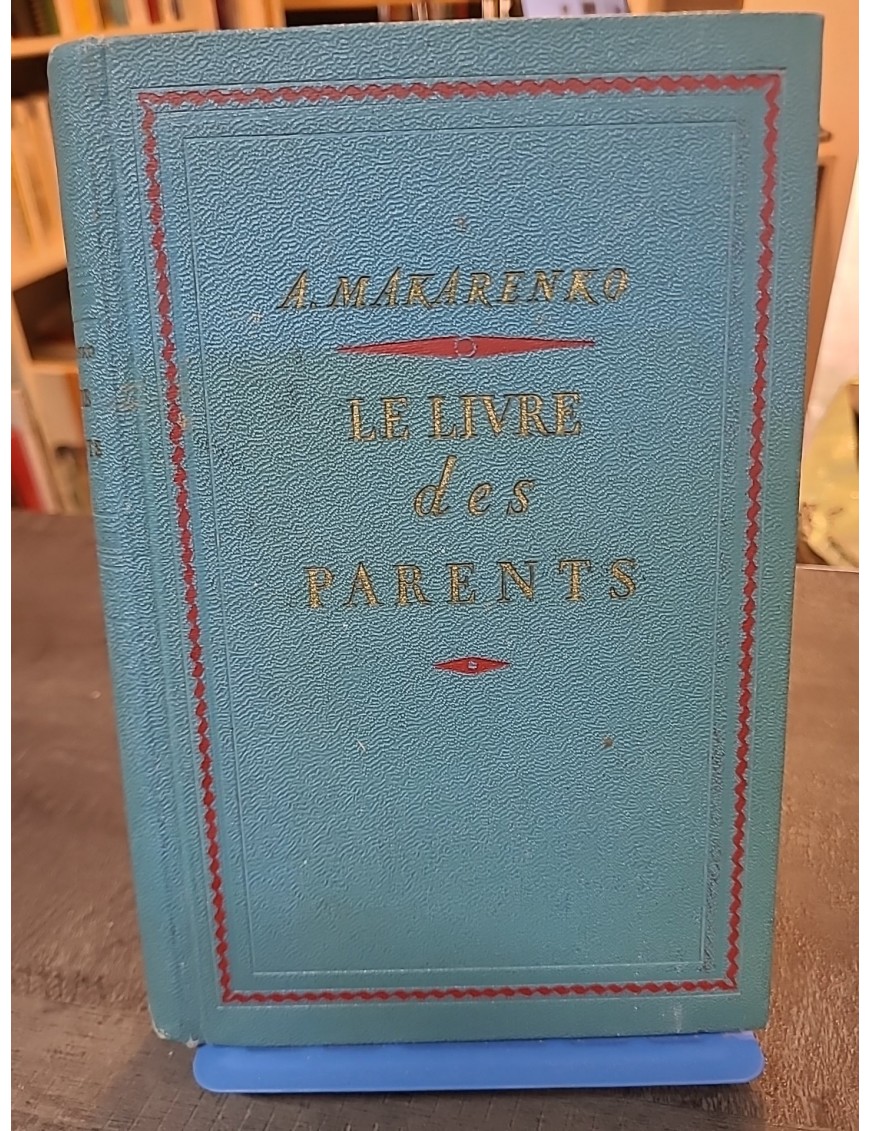 A. MAKARENKO
LE LIVRE
des
PARENTS